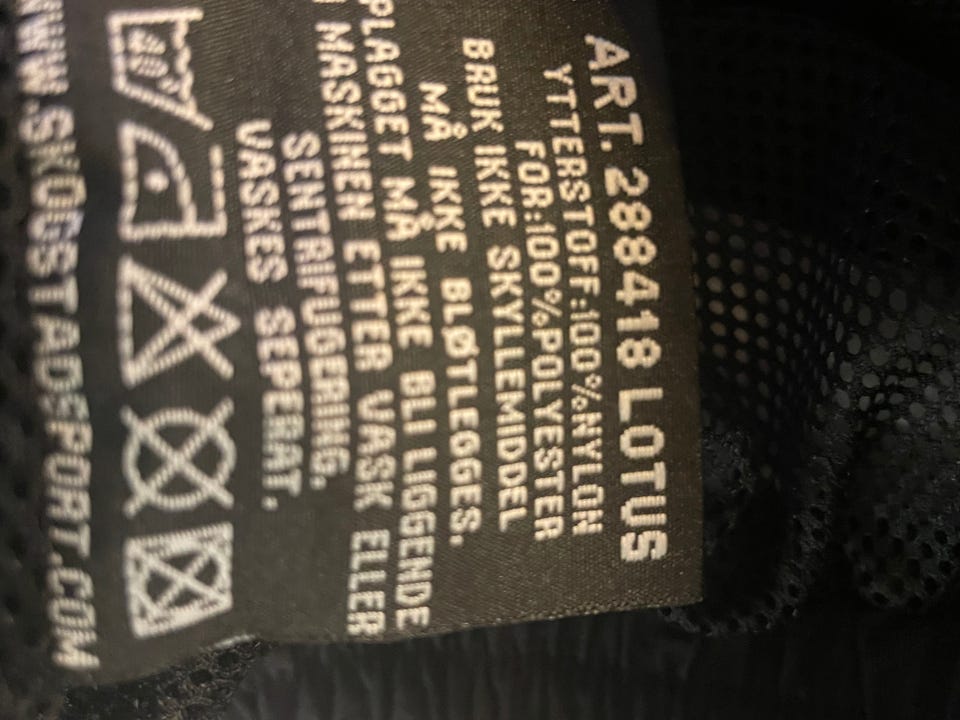 ART. 288418 LOTUS
YTTERSTOFF:100%NYLON
FOR:100%POLYESTER
BRUK IKKE SKYLLEMIDDEL
MÅ IKKE BLØTLEGGES.
PLAGGET MÅ IKKE BLI LIGGENDE
I MASKINEN ETTER VASK ELLER
SENTRIFUGERING.
VASKES SEPERAT.
WWW.SKOGSTADSPORT.COM